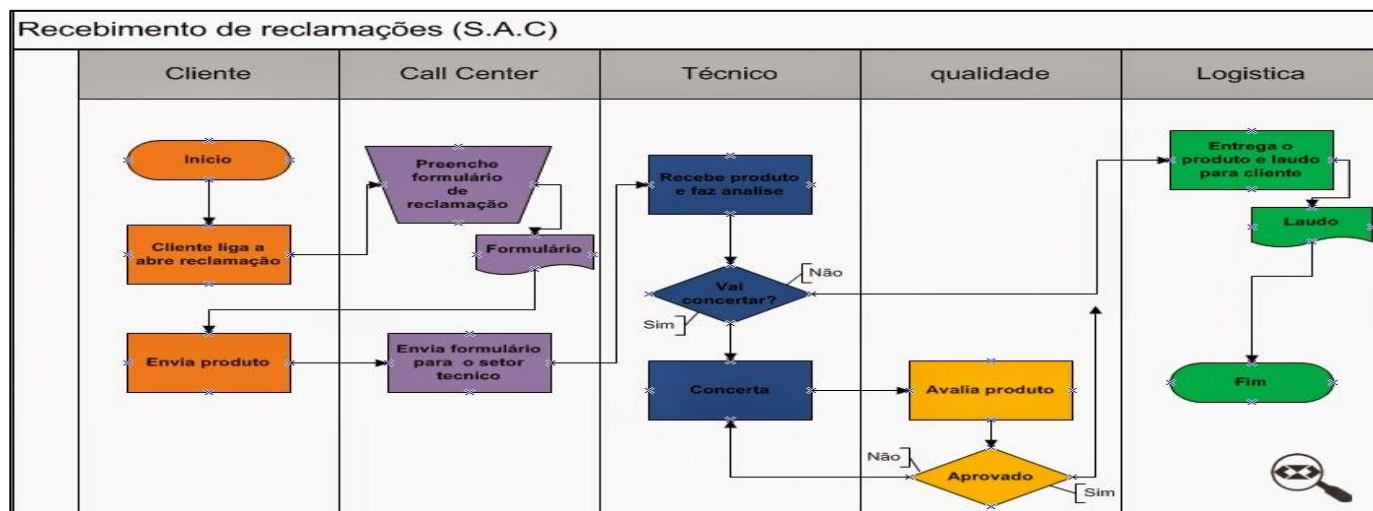 Recebimento de reclamações (S.A.C)
Cliente
Call Center
Técnico
qualidade
Logistica
Inicio
Cliente liga a
abre reclamação
Envia produto
Preenche
formulário
de
reclamação
Formulário
Envia formulário
para o setor
tecnico
Recebe produto
e faz analise
Vai
concertar?
Não
Sim
Concerta
Avalia produto
Aprovado
Não
Sim
Entrega o
produto e laudo
para cliente
Laudo
Fim